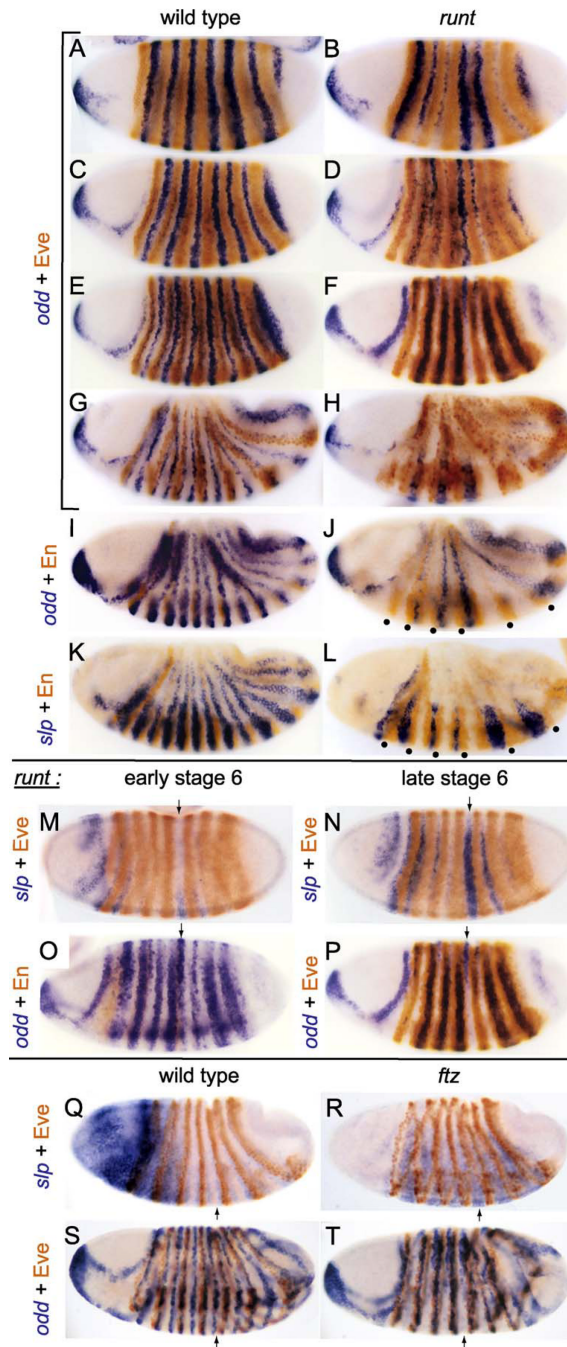 wild type runt
A B
C D
odd + Eve
E F
G H
odd + En
I J
slp + En
K L
runt : early stage 6 late stage 6
slp + Eve
M
slp + Eve
N
odd + En
O
odd + Eve
P
wild type ftz
slp + Eve
Q R
odd + Eve
S T